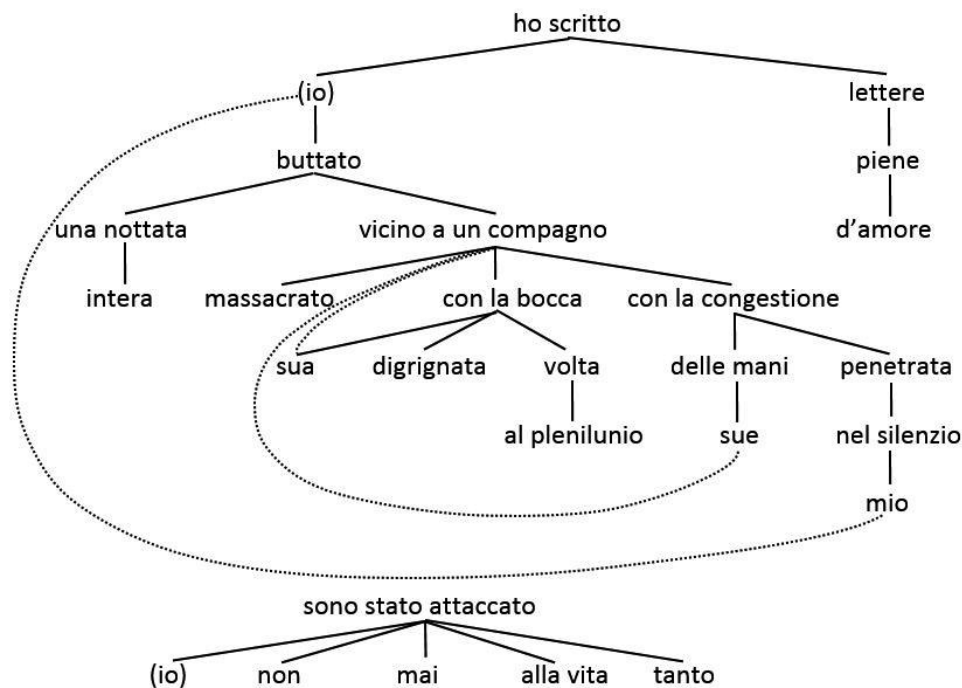 ho scritto
(io) lettere
buttato piene
una nottata vicino a un compagno d'amore
intera massacrato con la bocca con la congestione
sua digrignata volta delle mani penetrata
al plenilunio sue nel silenzio
mio
sono stato attaccato
(io) non mai alla vita tanto